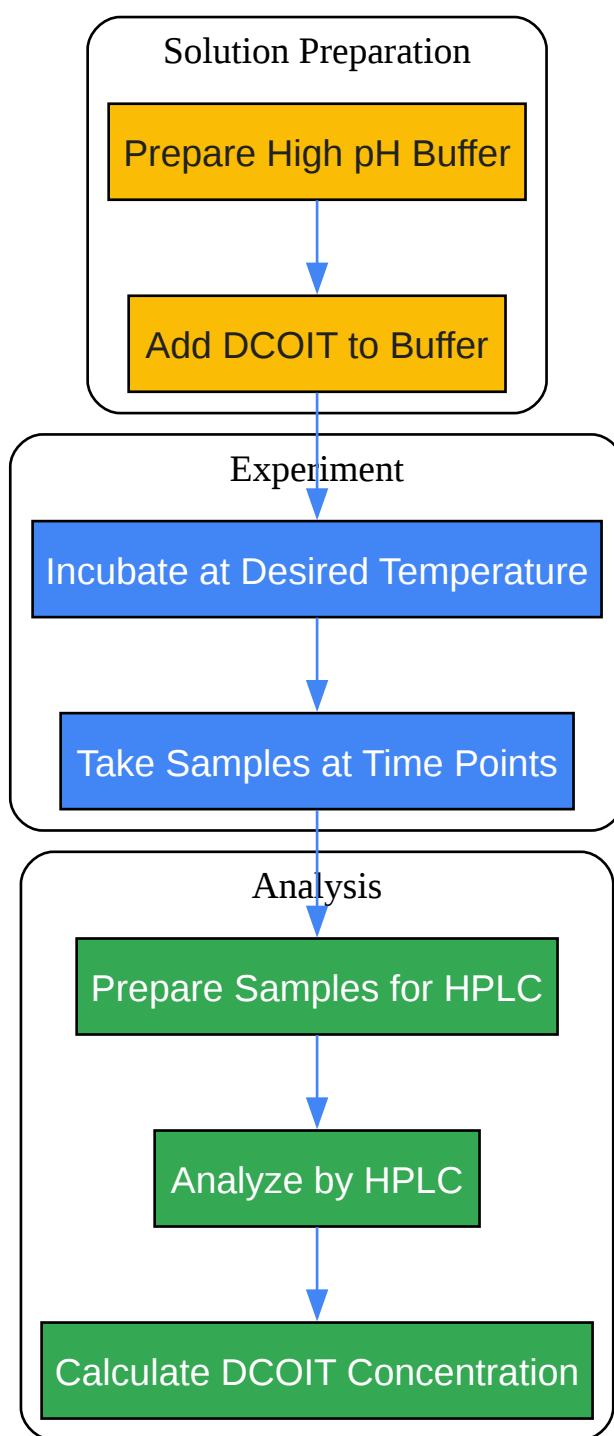 Solution Preparation
Prepare High pH Buffer
Add DCOIT to Buffer
Experiment
Incubate at Desired Temperature
Take Samples at Time Points
Analysis
Prepare Samples for HPLC
Analyze by HPLC
Calculate DCOIT Concentration